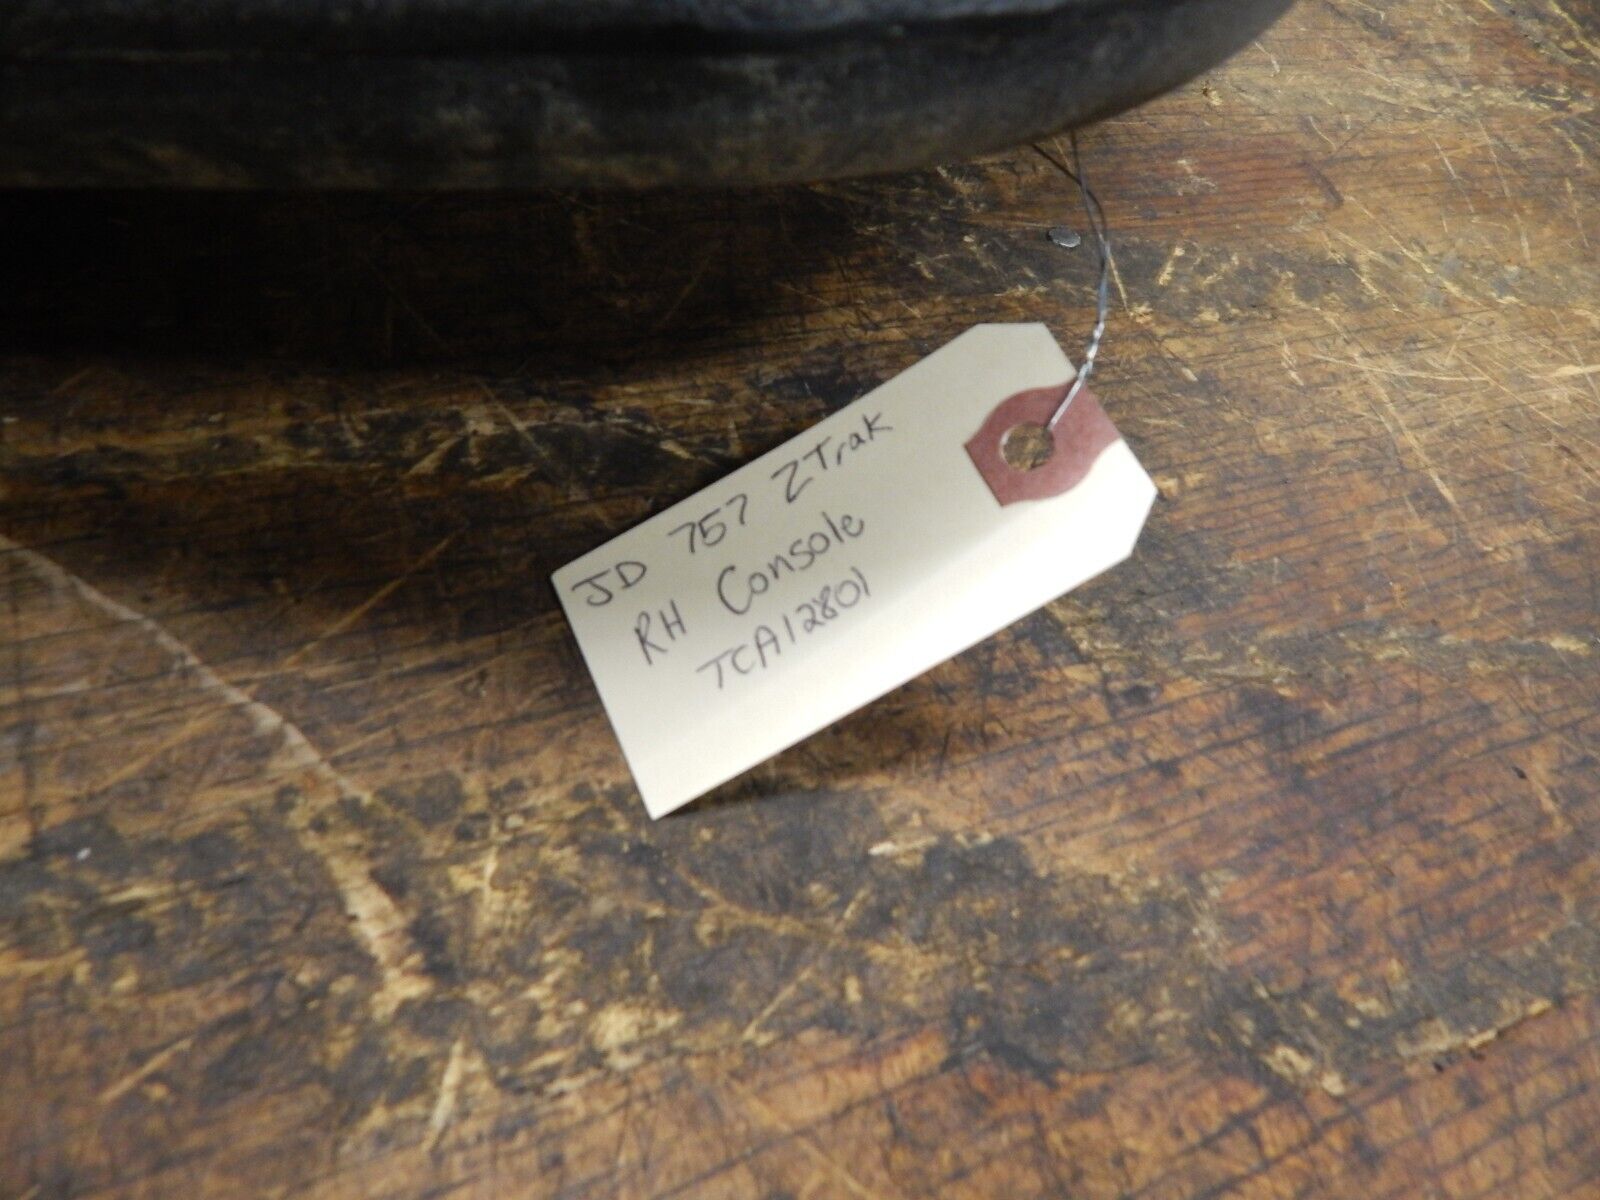 JD 757 ZTrak
RH Console
TCA12801